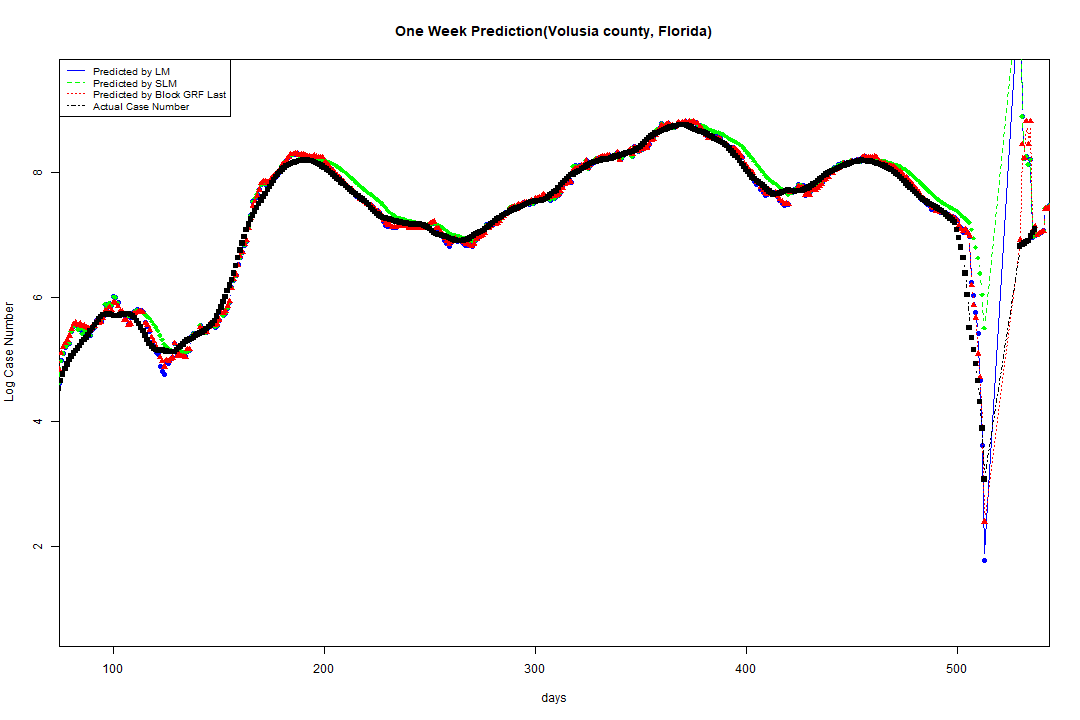 One Week Prediction(Volusia county, Florida)
Predicted by LM
Predicted by SLM
Predicted by Block GRF Last
Actual Case Number
8
6
4
2
Log Case Number
100 200 300 400 500
days